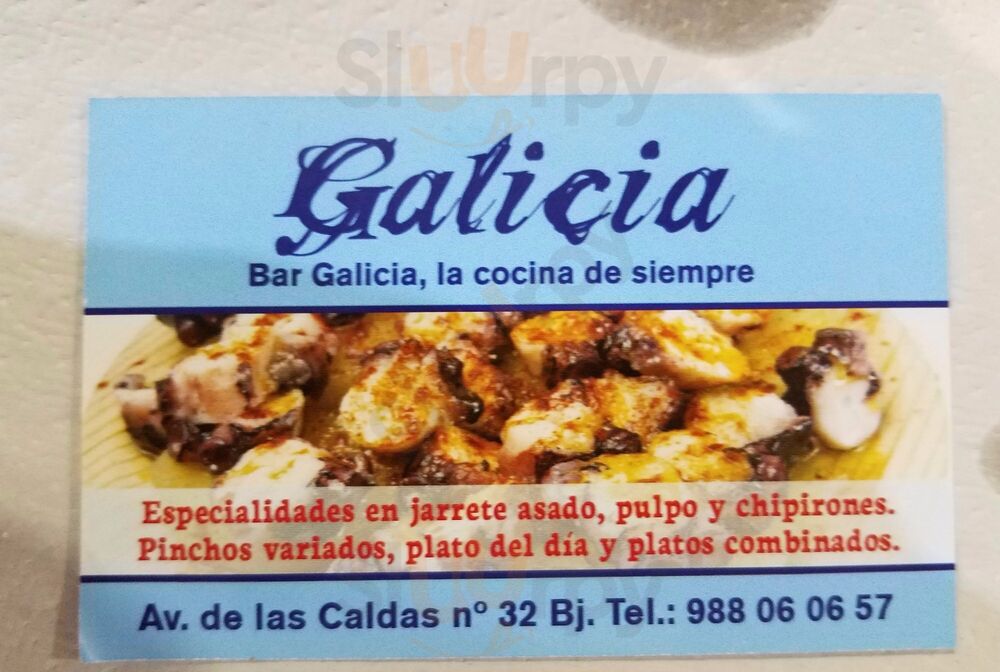 Sluurpy
Galicia
Bar Galicia, la cocina de siempre
Especialidades en jarrete asado, pulpo y chipirones.
Pinchos variados, plato del día y platos combinados.
Av. de las Caldas nº 32 Bj. Tel.: 988 06 06 57